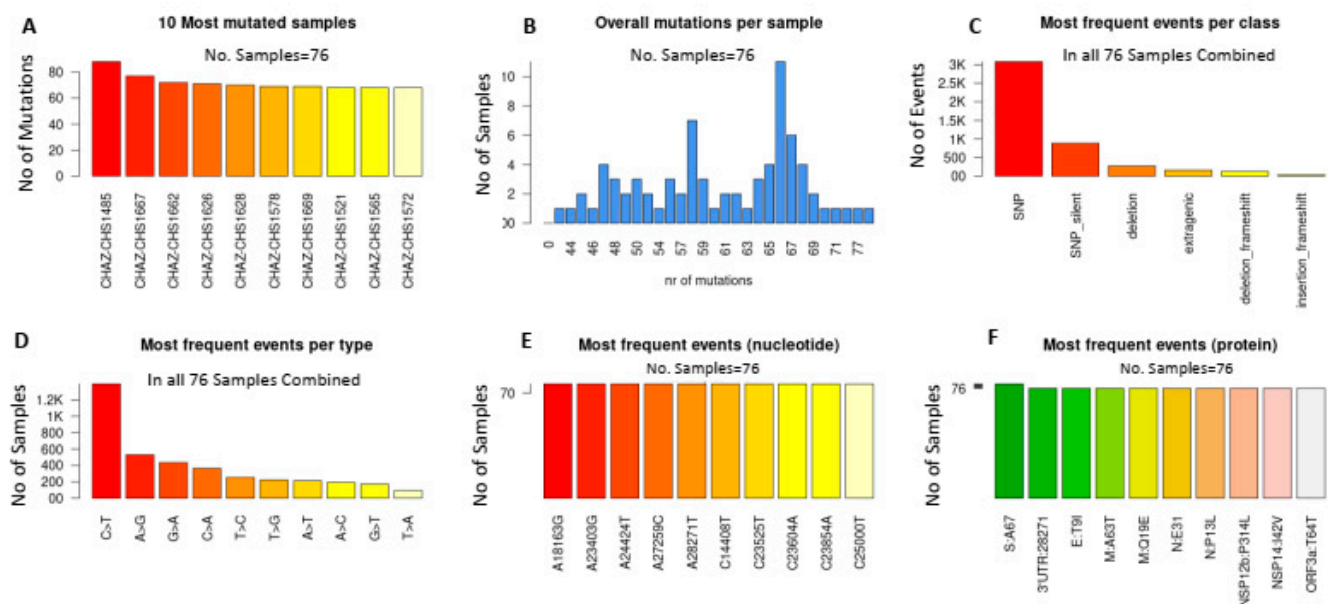 A
10 Most mutated samples
No. Samples=76
No of Mutations
80
60
40
20
0
CHAZ-CHS1485
CHAZ-CHS1667
CHAZ-CHS1662
CHAZ-CHS1626
CHAZ-CHS1628
CHAZ-CHS1578
CHAZ-CHS1669
CHAZ-CHS1521
CHAZ-CHS1565
CHAZ-CHS1572
B
Overall mutations per sample
No. Samples=76
No of Samples
10
8
6
4
2
00
0
44
46
48
50
54
57
59
61
63
65
67
69
71
77
nr of mutations
C
Most frequent events per class
In all 76 Samples Combined
No of Events
3K
2.5K
2K
1.5K
1K
500
00
SNP
SNP_silent
deletion
extragenic
deletion_frameshift
insertion_frameshift
D
Most frequent events per type
In all 76 Samples Combined
No of Samples
1.2K
1K
800
600
400
200
00
C>T
A>G
G>A
C>A
T>C
T>G
A>T
A>C
G>T
T>A
E
Most frequent events (nucleotide)
No. Samples=76
No of Samples
70
A18163G
A23403G
A24424T
A27259C
A28271T
C14408T
C23525T
C23604A
C23854A
C25000T
F
Most frequent events (protein)
No. Samples=76
No of Samples
76
S:A67
3'UTR:28271
E:T9I
M:A63T
M:Q19E
N:E31
N:P13L
NSP12b:P314L
NSP14:I42V
ORF3a:T64T